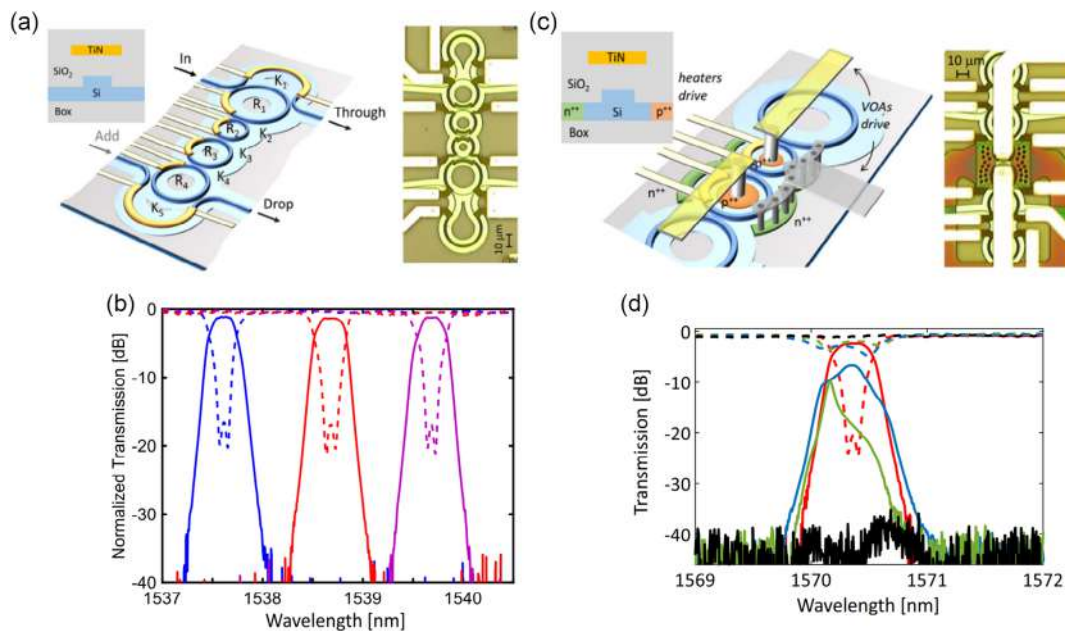 (a)
TiN
SiO₂
Si
Box
In
K₁
R₁
Through
K₂
R₂
Add
K₃
R₃
K₄
R₄
K₅
Drop
10 μm
(c)
TiN
SiO₂
n⁺⁺
Si
p⁺⁺
Box
heaters
drive
VOAs
drive
p⁺⁺
n⁺⁺
p⁺⁺
n⁺⁺
10 μm
(b)
Normalized Transmission [dB]
0
-10
-20
-30
-40
1537
1538
1539
1540
Wavelength [nm]
(d)
Transmission [dB]
0
-10
-20
-30
-40
1569
1570
1571
1572
Wavelength [nm]